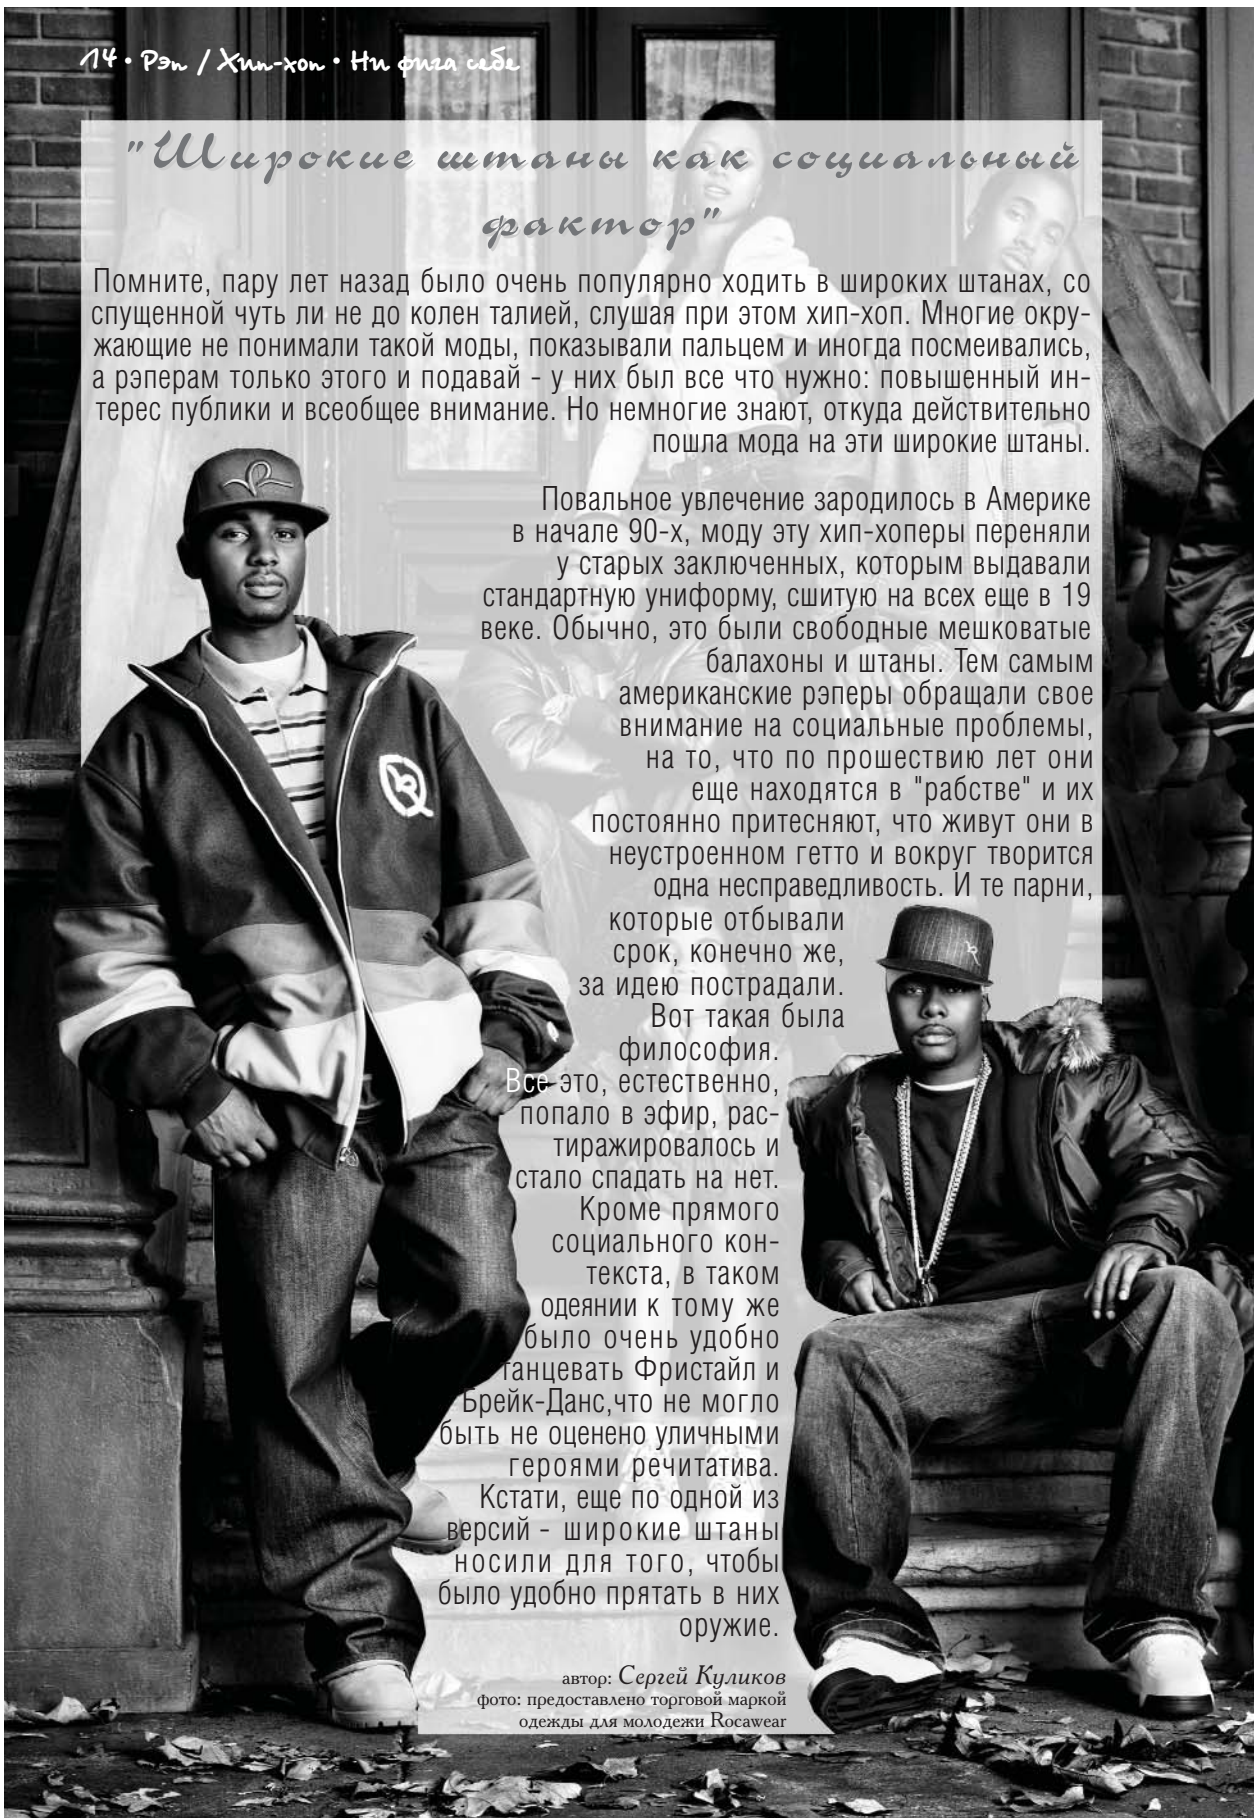 14 • Рэп / Хип-хоп • Ни фига себе
"Широкие штаны как социальный
фактор"
Помните, пару лет назад было очень популярно ходить в широких штанах, со
спущенной чуть ли не до колен талией, слушая при этом хип-хоп. Многие окру-
жающие не понимали такой моды, показывали пальцем и иногда посмеивались,
а рэперам только этого и подавай - у них был все что нужно: повышенный ин-
терес публики и всеобщее внимание. Но немногие знают, откуда действительно
пошла мода на эти широкие штаны.
Повальное увлечение зародилось в Америке
в начале 90-х, моду эту хип-хоперы переняли
у старых заключенных, которым выдавали
стандартную униформу, сшитую на всех еще в 19
веке. Обычно, это были свободные мешковатые
балахоны и штаны. Тем самым
американские рэперы обращали свое
внимание на социальные проблемы,
на то, что по прошествию лет они
еще находятся в "рабстве" и их
постоянно притесняют, что живут они в
неустроенном гетто и вокруг творится
одна несправедливость. И те парни,
которые отбывали
срок, конечно же,
за идею пострадали.
Вот такая была
философия.
Все это, естественно,
попало в эфир, рас-
тиражировалось и
стало спадать на нет.
Кроме прямого
социального кон-
текста, в таком
одеянии к тому же
было очень удобно
танцевать Фристайл и
Брейк-Данс,что не могло
быть не оценено уличными
героями речитатива.
Кстати, еще по одной из
версий - широкие штаны
носили для того, чтобы
было удобно прятать в них
оружие.
автор: Сергей Куликов
фото: предоставлено торговой маркой
одежды для молодежи Rocawear